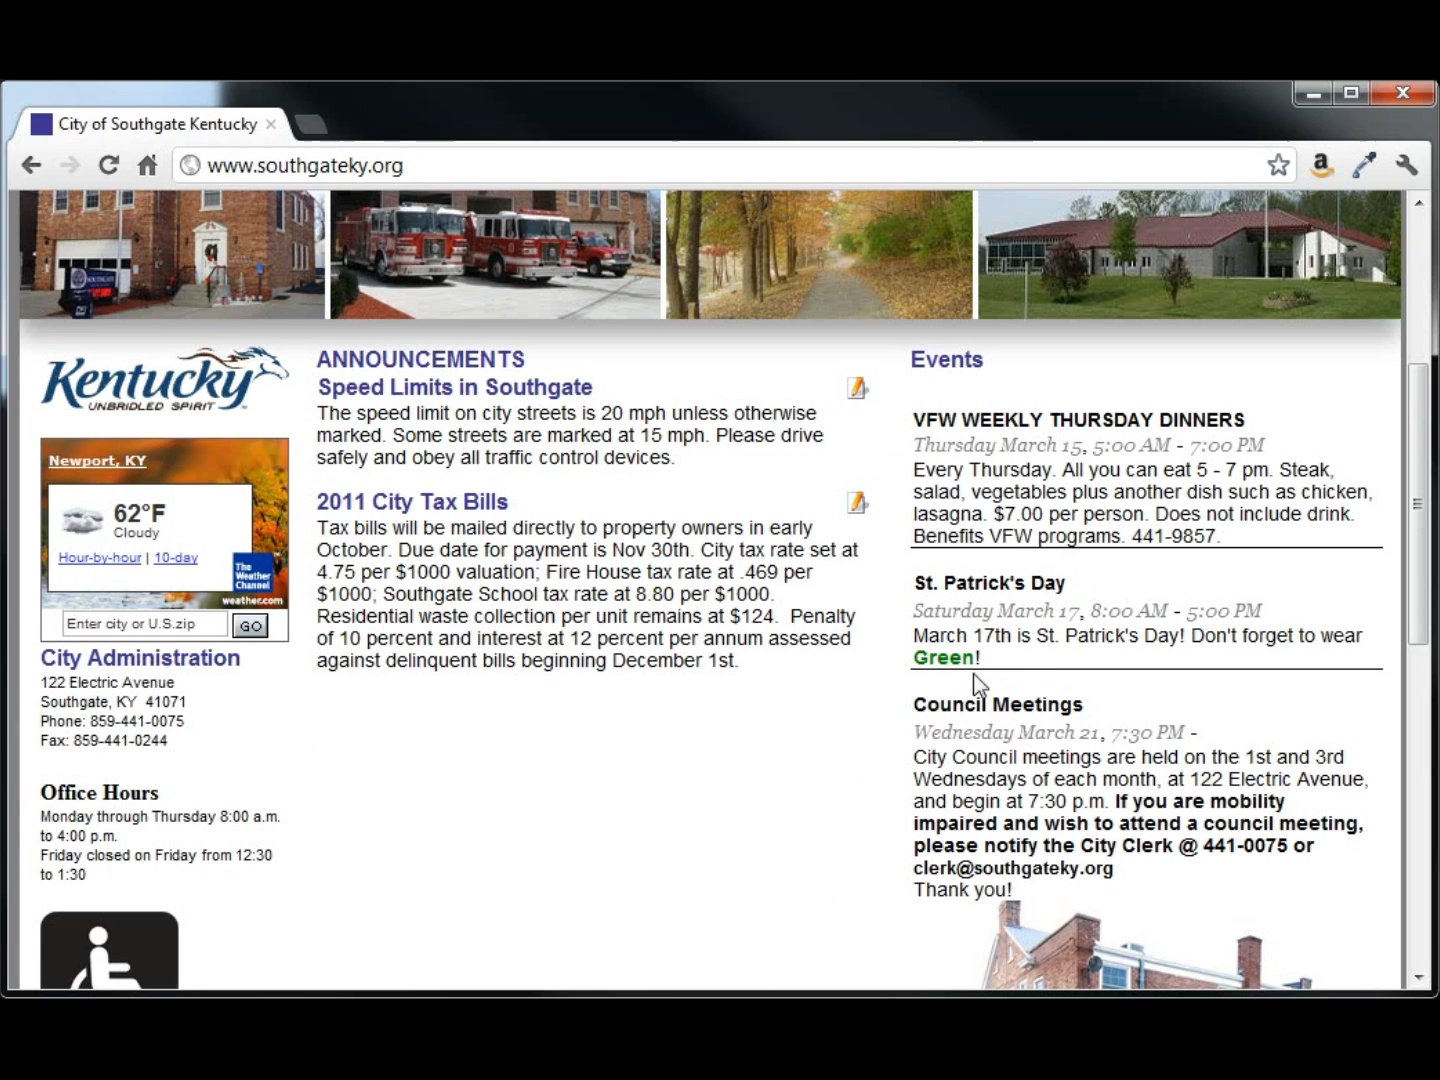 City of Southgate Kentucky
www.southgateky.org
Kentucky
UNBRIDLED SPIRIT
Newport, KY
62°F
Cloudy
Hour-by-hour | 10-day
The Weather Channel
weather.com
Enter city or U.S.zip
GO
City Administration
122 Electric Avenue
Southgate, KY 41071
Phone: 859-441-0075
Fax: 859-441-0244
Office Hours
Monday through Thursday 8:00 a.m.
to 4:00 p.m.
Friday closed on Friday from 12:30
to 1:30
ANNOUNCEMENTS
Speed Limits in Southgate
The speed limit on city streets is 20 mph unless otherwise
marked. Some streets are marked at 15 mph. Please drive
safely and obey all traffic control devices.
2011 City Tax Bills
Tax bills will be mailed directly to property owners in early
October. Due date for payment is Nov 30th. City tax rate set at
4.75 per $1000 valuation; Fire House tax rate at .469 per
$1000; Southgate School tax rate at 8.80 per $1000.
Residential waste collection per unit remains at $124. Penalty
of 10 percent and interest at 12 percent per annum assessed
against delinquent bills beginning December 1st.
Events
VFW WEEKLY THURSDAY DINNERS
Thursday March 15, 5:00 AM - 7:00 PM
Every Thursday. All you can eat 5 - 7 pm. Steak,
salad, vegetables plus another dish such as chicken,
lasagna. $7.00 per person. Does not include drink.
Benefits VFW programs. 441-9857.
St. Patrick's Day
Saturday March 17, 8:00 AM - 5:00 PM
March 17th is St. Patrick's Day! Don't forget to wear
Green!
Council Meetings
Wednesday March 21, 7:30 PM -
City Council meetings are held on the 1st and 3rd
Wednesdays of each month, at 122 Electric Avenue,
and begin at 7:30 p.m. If you are mobility
impaired and wish to attend a council meeting,
please notify the City Clerk @ 441-0075 or
clerk@southgateky.org
Thank you!